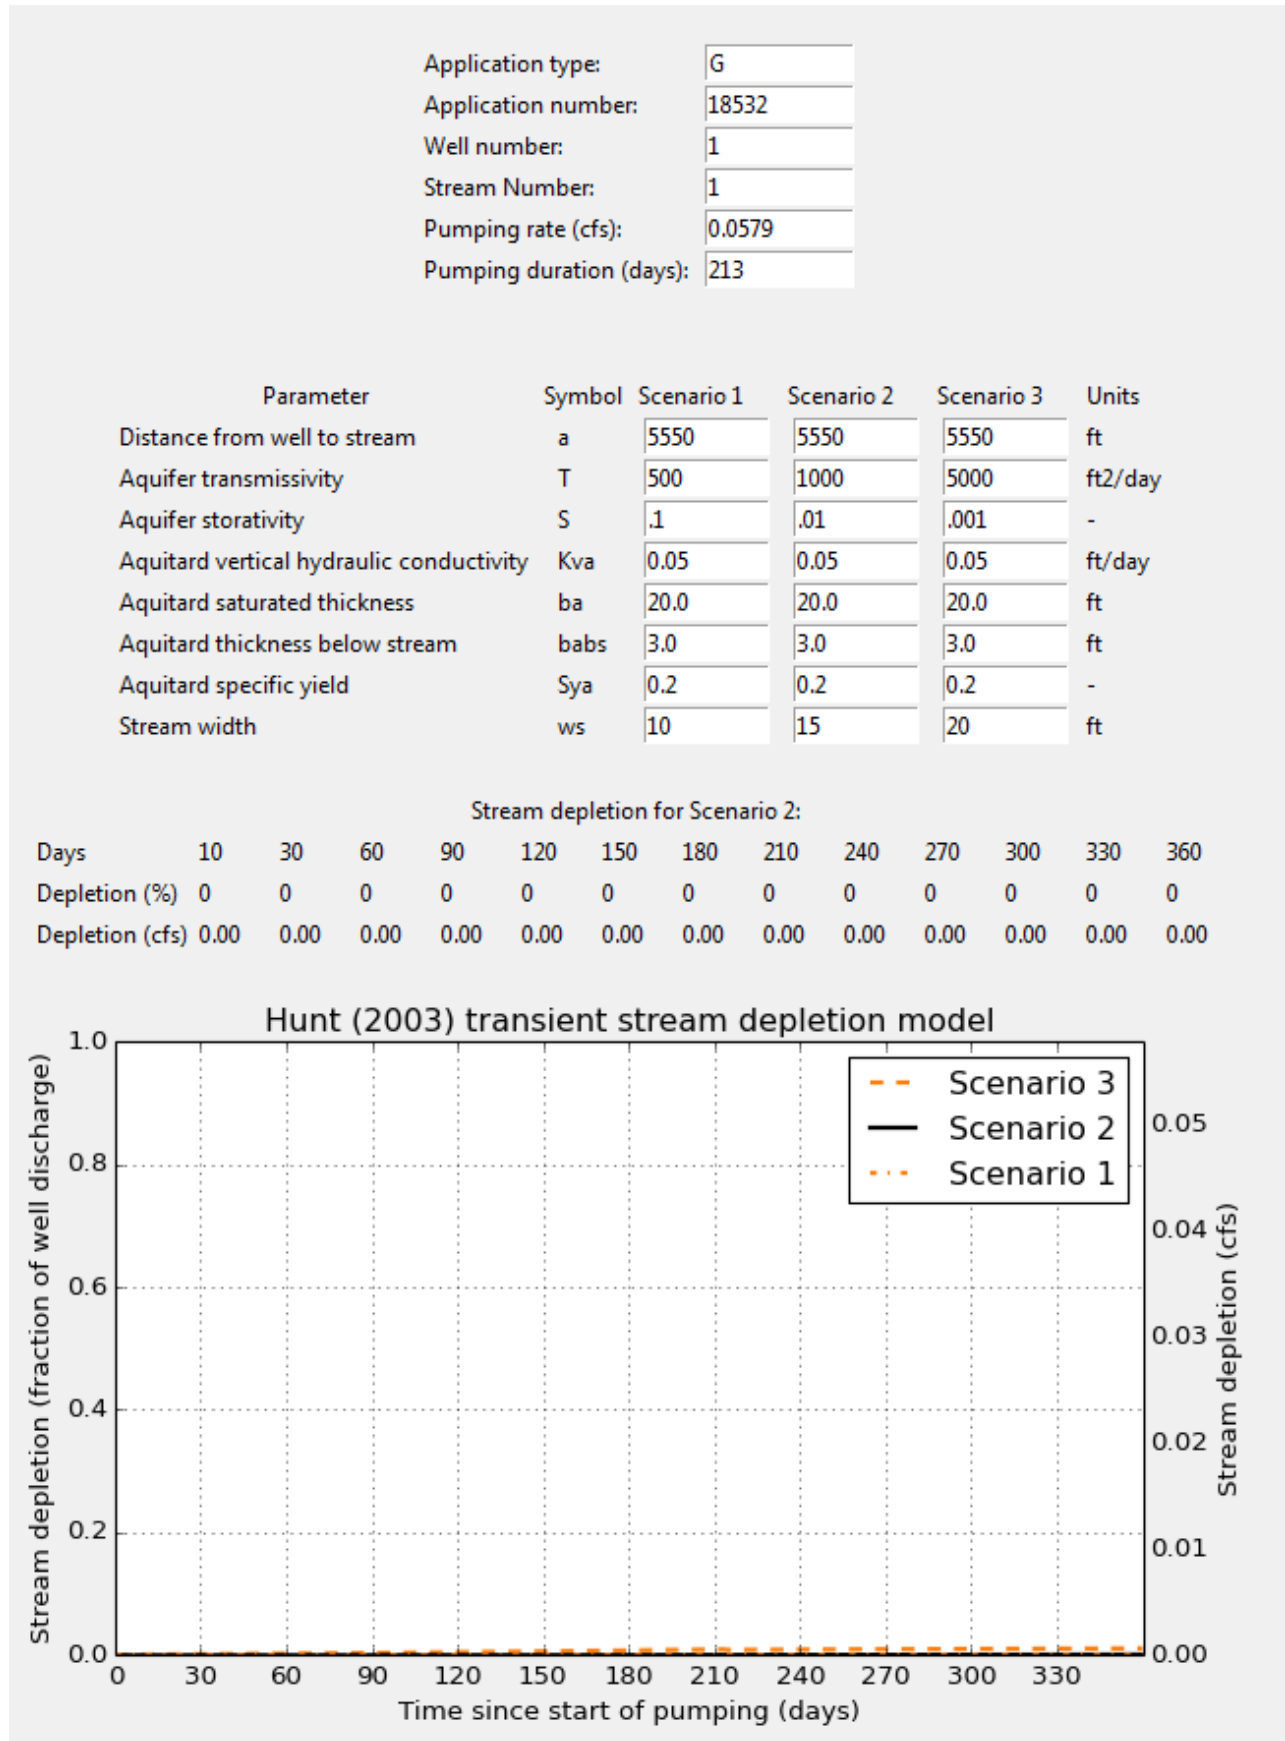 Application type: G
Application number: 18532
Well number: 1
Stream Number: 1
Pumping rate (cfs): 0.0579
Pumping duration (days): 213
Parameter Symbol Scenario 1 Scenario 2 Scenario 3 Units
Distance from well to stream a 5550 5550 5550 ft
Aquifer transmissivity T 500 1000 5000 ft2/day
Aquifer storativity S .1 .01 .001 -
Aquitard vertical hydraulic conductivity Kva 0.05 0.05 0.05 ft/day
Aquitard saturated thickness ba 20.0 20.0 20.0 ft
Aquitard thickness below stream babs 3.0 3.0 3.0 ft
Aquitard specific yield Sya 0.2 0.2 0.2 -
Stream width ws 10 15 20 ft
Stream depletion for Scenario 2:
Days 10 30 60 90 120 150 180 210 240 270 300 330 360
Depletion (%) 0 0 0 0 0 0 0 0 0 0 0 0 0
Depletion (cfs) 0.00 0.00 0.00 0.00 0.00 0.00 0.00 0.00 0.00 0.00 0.00 0.00 0.00
Hunt (2003) transient stream depletion model
Stream depletion (fraction of well discharge)
1.0
0.8
0.6
0.4
0.2
0.0
Scenario 3
Scenario 2
Scenario 1
0.05
0.04
0.03
0.02
0.01
0.00
Stream depletion (cfs)
0 30 60 90 120 150 180 210 240 270 300 330
Time since start of pumping (days)